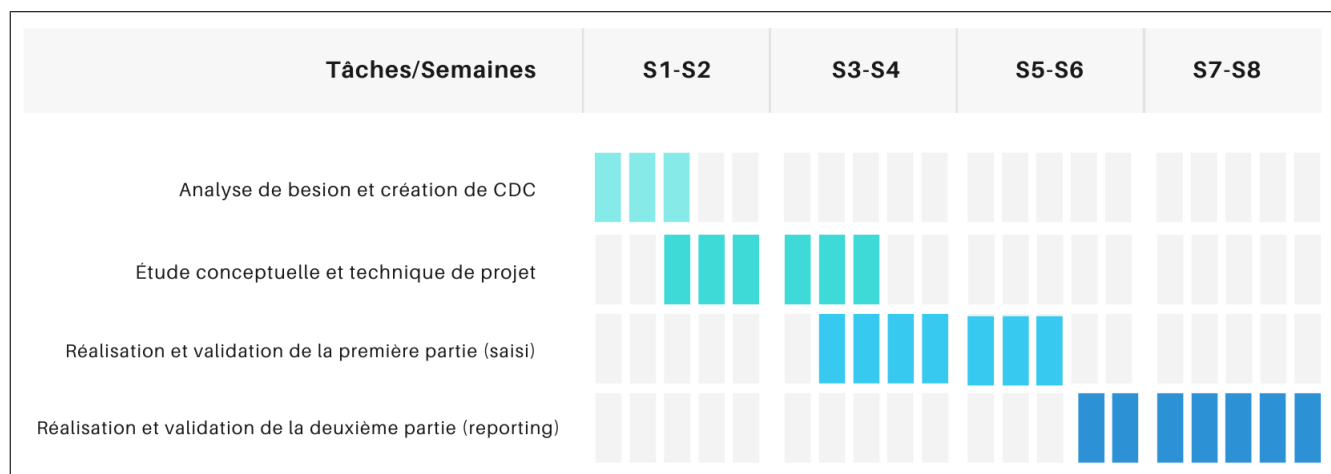 Tâches/Semaines S1-S2 S3-S4 S5-S6 S7-S8
Analyse de besion et création de CDC
Étude conceptuelle et technique de projet
Réalisation et validation de la première partie (saisi)
Réalisation et validation de la deuxième partie (reporting)